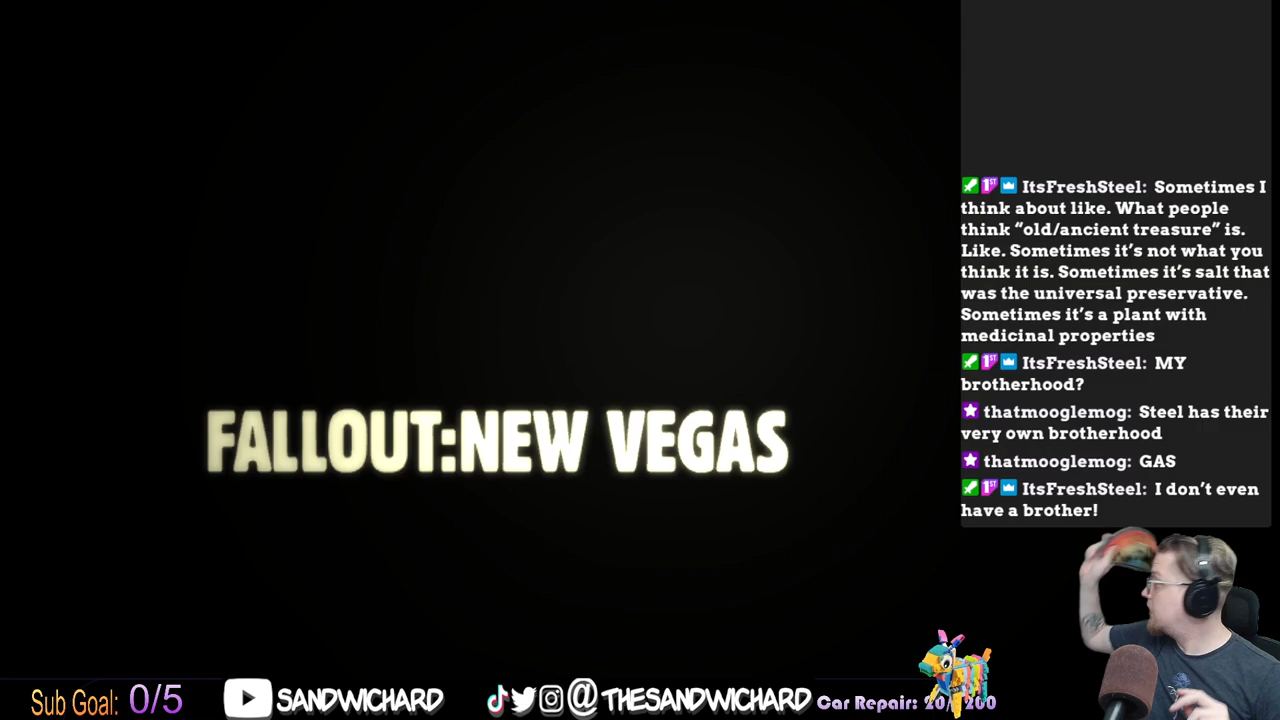 ItsFreshSteel: Sometimes I
think about like. What people
think “old/ancient treasure” is.
Like. Sometimes it’s not what you
think it is. Sometimes it’s salt that
was the universal preservative.
Sometimes it’s a plant with
medicinal properties
ItsFreshSteel: MY
brotherhood?
thatmooglemog: Steel has their
very own brotherhood
thatmooglemog: GAS
ItsFreshSteel: I don’t even
have a brother!
FALLOUT:NEW VEGAS
Sub Goal: 0/5
SANDWICHARD
@THESANDWICHARD
Car Repair: